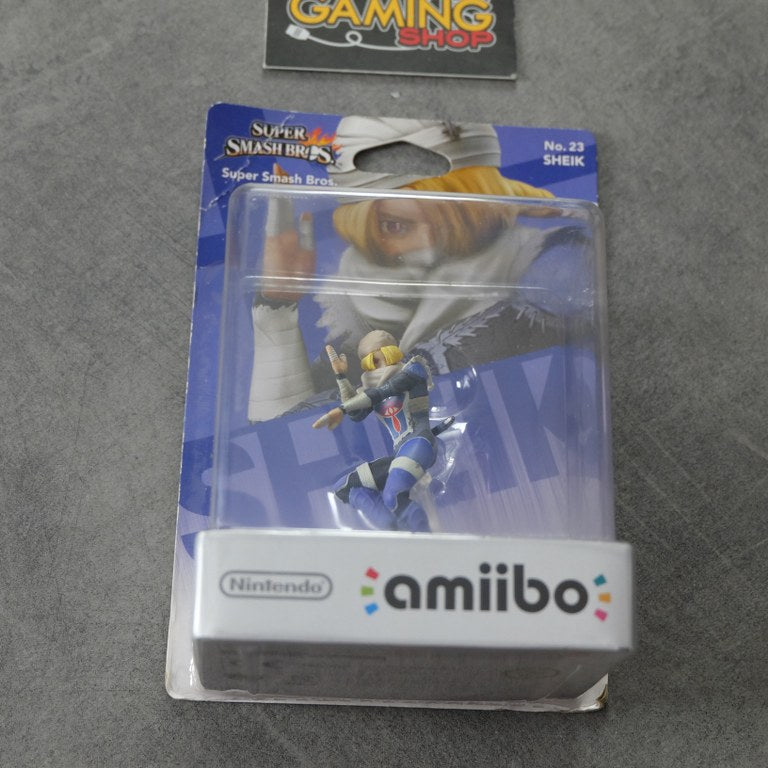 GAMING
SHOP
SUPER
SMASH BROS.
Super Smash Bros.
No. 23
SHEIK
SHEIK
Nintendo
amiibo